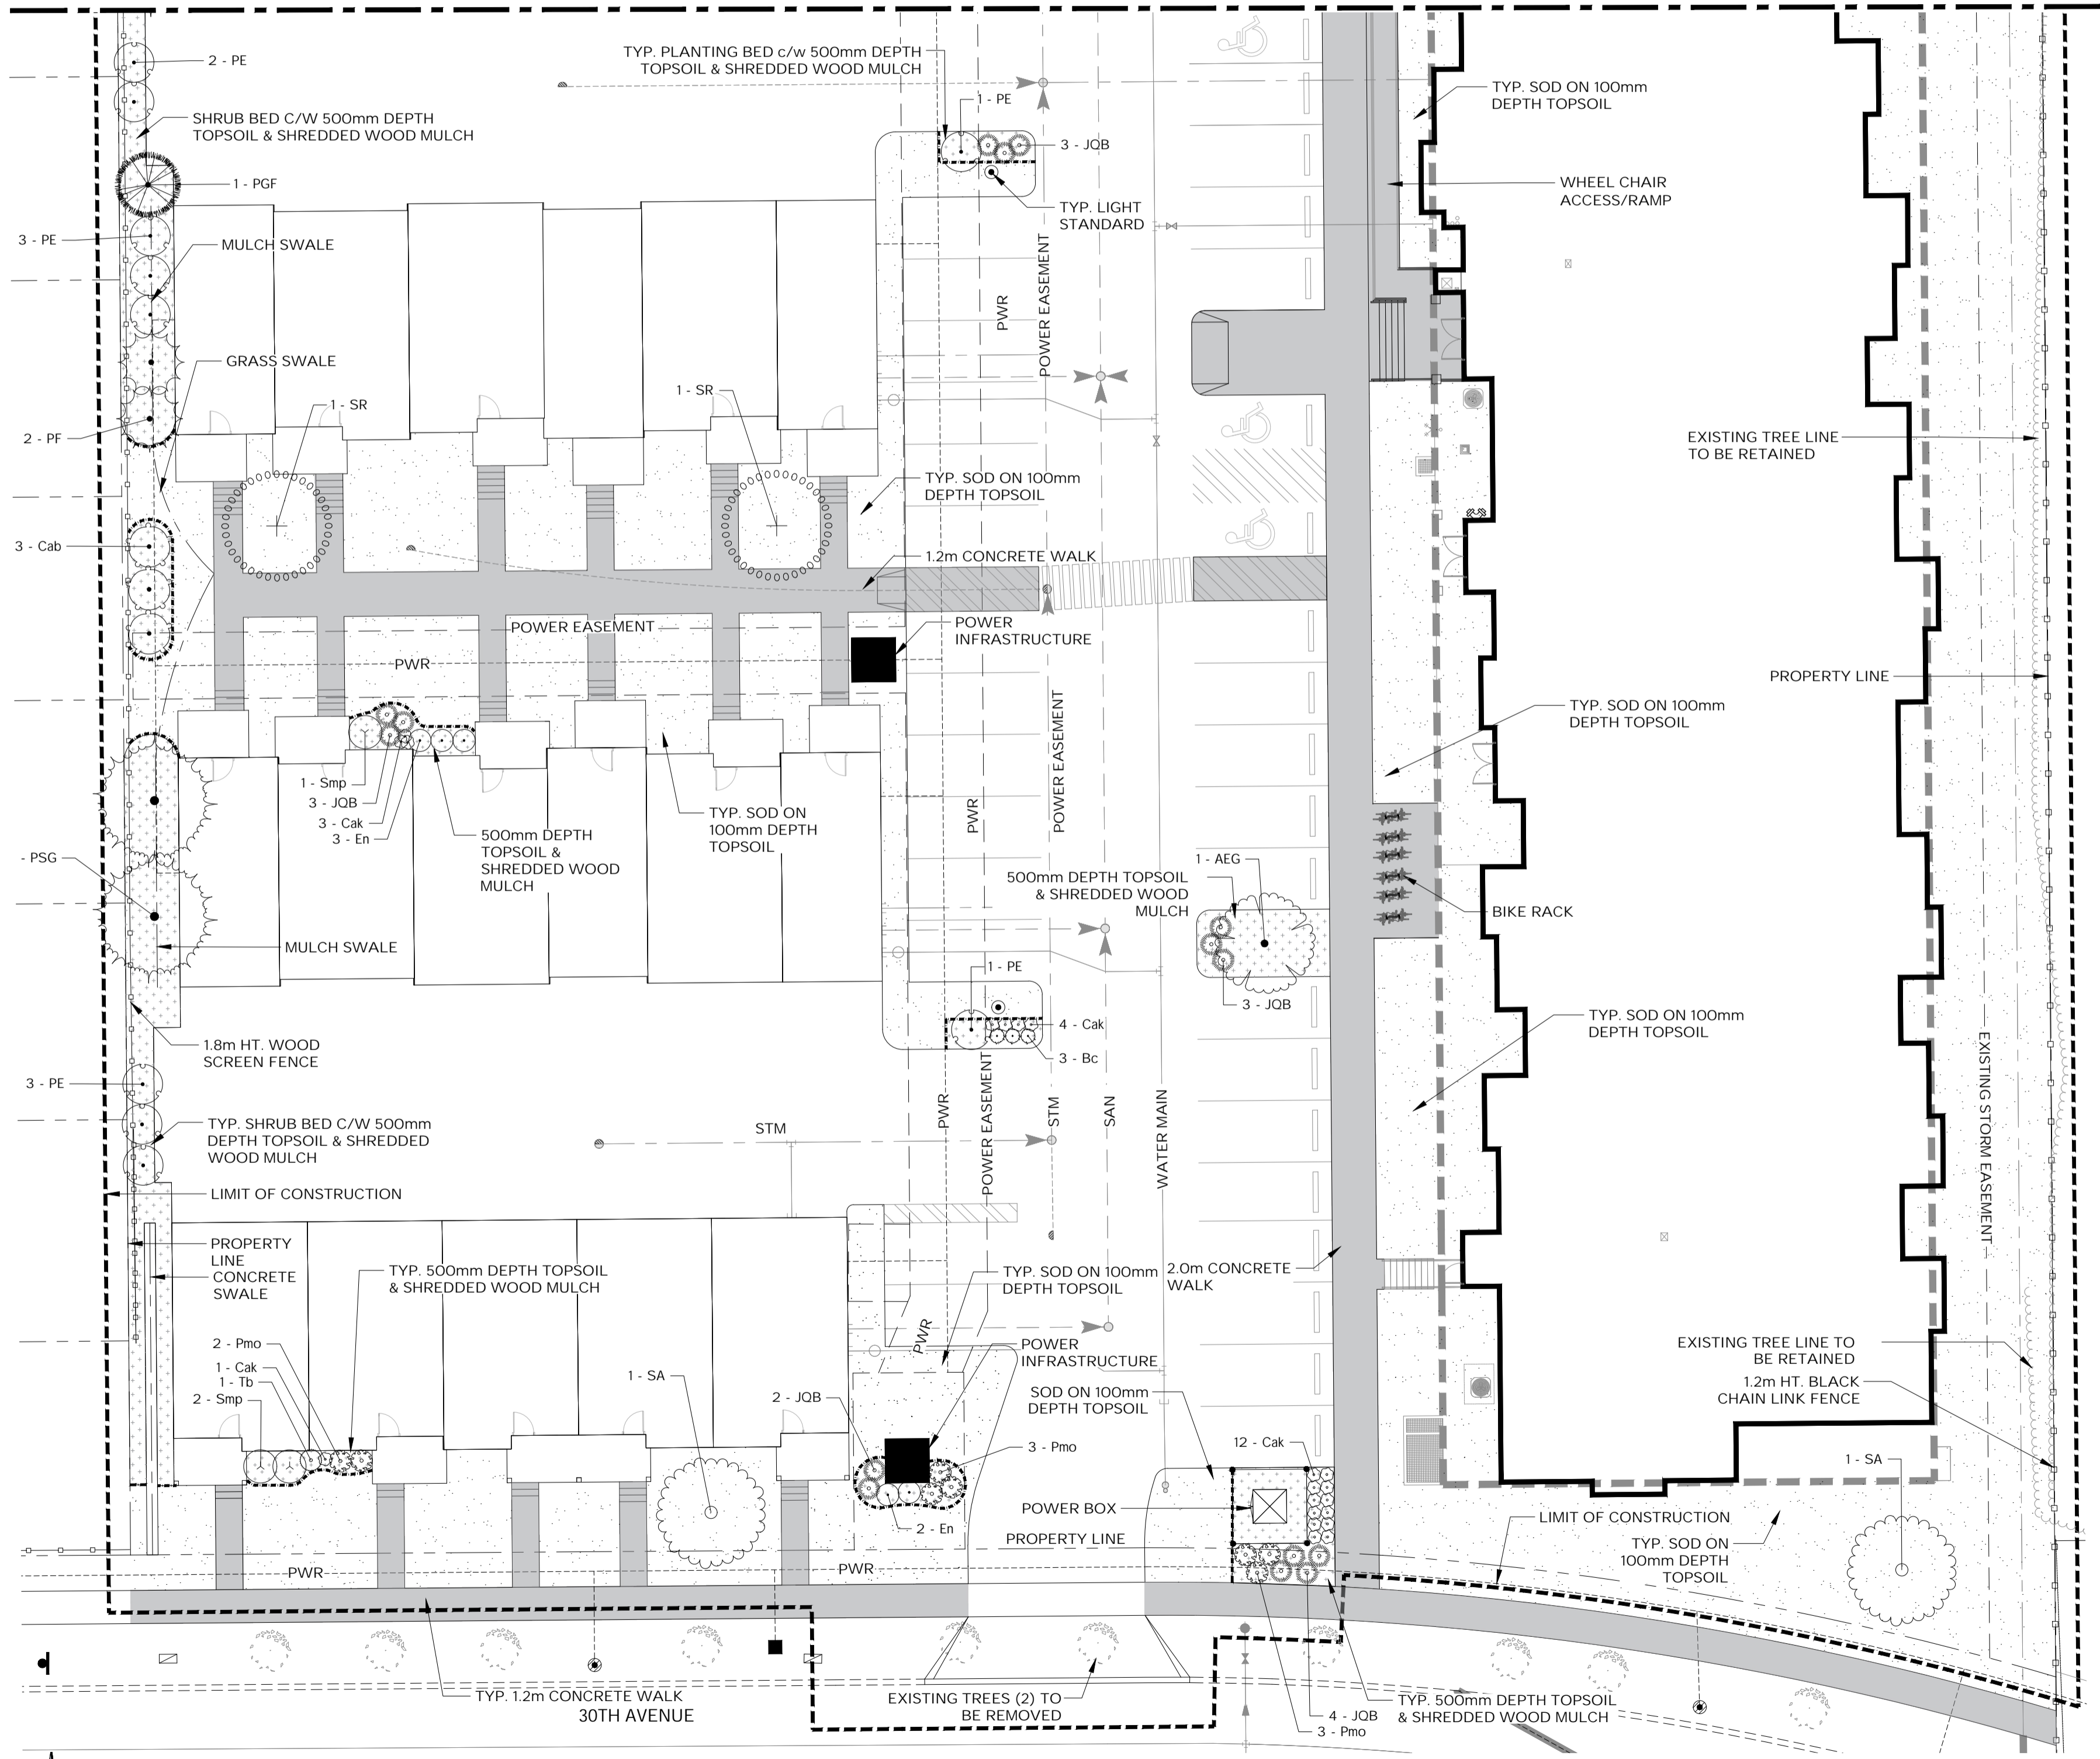 2 - PE
SHRUB BED C/W 500mm DEPTH
TOPSOIL & SHREDDED WOOD MULCH
1 - PGF
3 - PE
MULCH SWALE
GRASS SWALE
1 - SR
1 - SR
2 - PF
3 - Cab
TYP. PLANTING BED c/w 500mm DEPTH
TOPSOIL & SHREDDED WOOD MULCH
1 - PE
3 - JQB
TYP. LIGHT
STANDARD
POWER EASEMENT
PWR
TYP. SOD ON 100mm
DEPTH TOPSOIL
WHEEL CHAIR
ACCESS/RAMP
EXISTING TREE LINE
TO BE RETAINED
TYP. SOD ON 100mm
DEPTH TOPSOIL
1.2m CONCRETE WALK
POWER EASEMENT
PWR
POWER
INFRASTRUCTURE
PROPERTY LINE
TYP. SOD ON 100mm
DEPTH TOPSOIL
POWER EASEMENT
PWR
1 - Smp
3 - JQB
3 - Cak
3 - En
500mm DEPTH
TOPSOIL &
SHREDDED WOOD
MULCH
TYP. SOD ON
100mm DEPTH
TOPSOIL
- PSG
MULCH SWALE
1 - AEG
500mm DEPTH TOPSOIL
& SHREDDED WOOD
MULCH
BIKE RACK
1 - PE
3 - JQB
4 - Cak
3 - Bc
TYP. SOD ON 100mm
DEPTH TOPSOIL
1.8m HT. WOOD
SCREEN FENCE
3 - PE
TYP. SHRUB BED C/W 500mm
DEPTH TOPSOIL & SHREDDED
WOOD MULCH
STM
PWR
POWER EASEMENT
STM
SAN
WATER MAIN
EXISTING STORM EASEMENT
LIMIT OF CONSTRUCTION
PROPERTY
LINE
CONCRETE
SWALE
TYP. 500mm DEPTH TOPSOIL
& SHREDDED WOOD MULCH
TYP. SOD ON 100mm
DEPTH TOPSOIL
2.0m CONCRETE
WALK
PWR
POWER
INFRASTRUCTURE
EXISTING TREE LINE TO
BE RETAINED
1.2m HT. BLACK
CHAIN LINK FENCE
2 - Pmo
1 - Cak
1 - Tb
2 - Smp
1 - SA
2 - JQB
SOD ON 100mm
DEPTH TOPSOIL
3 - Pmo
12 - Cak
1 - SA
POWER BOX
2 - En
PROPERTY LINE
LIMIT OF CONSTRUCTION
TYP. SOD ON
100mm DEPTH
TOPSOIL
PWR
PWR
TYP. 1.2m CONCRETE WALK
30TH AVENUE
EXISTING TREES (2) TO
BE REMOVED
4 - JQB
3 - Pmo
TYP. 500mm DEPTH TOPSOIL
& SHREDDED WOOD MULCH